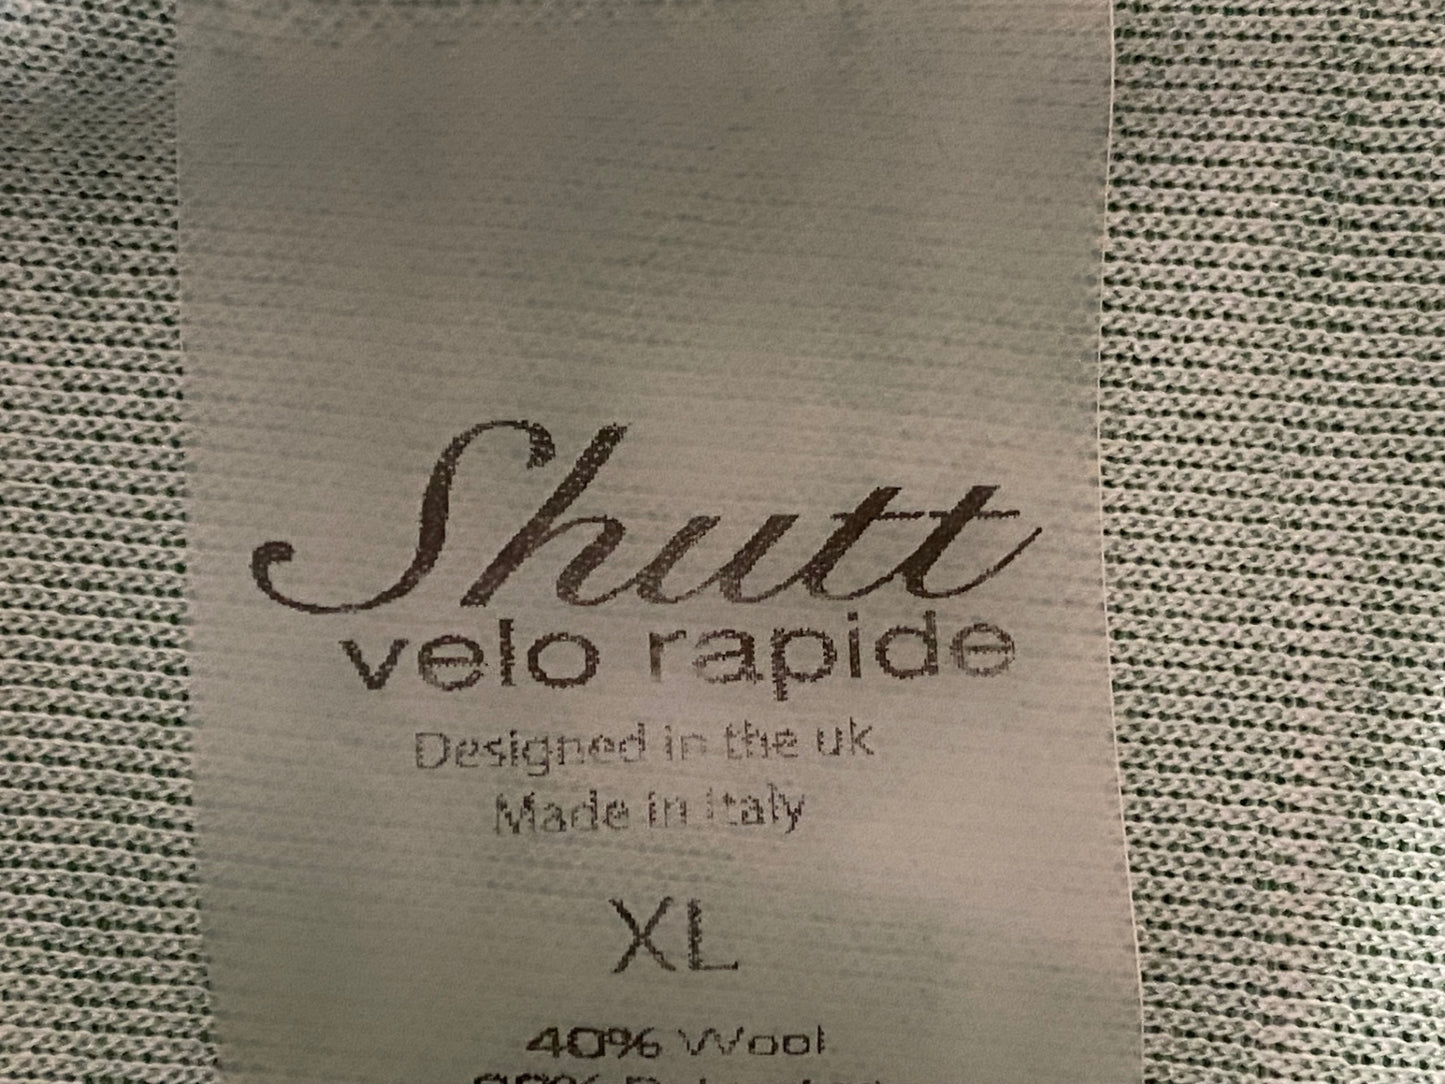 Shutt
velo rapide
Designed in the uk
Made in Italy
XL
40% Wool